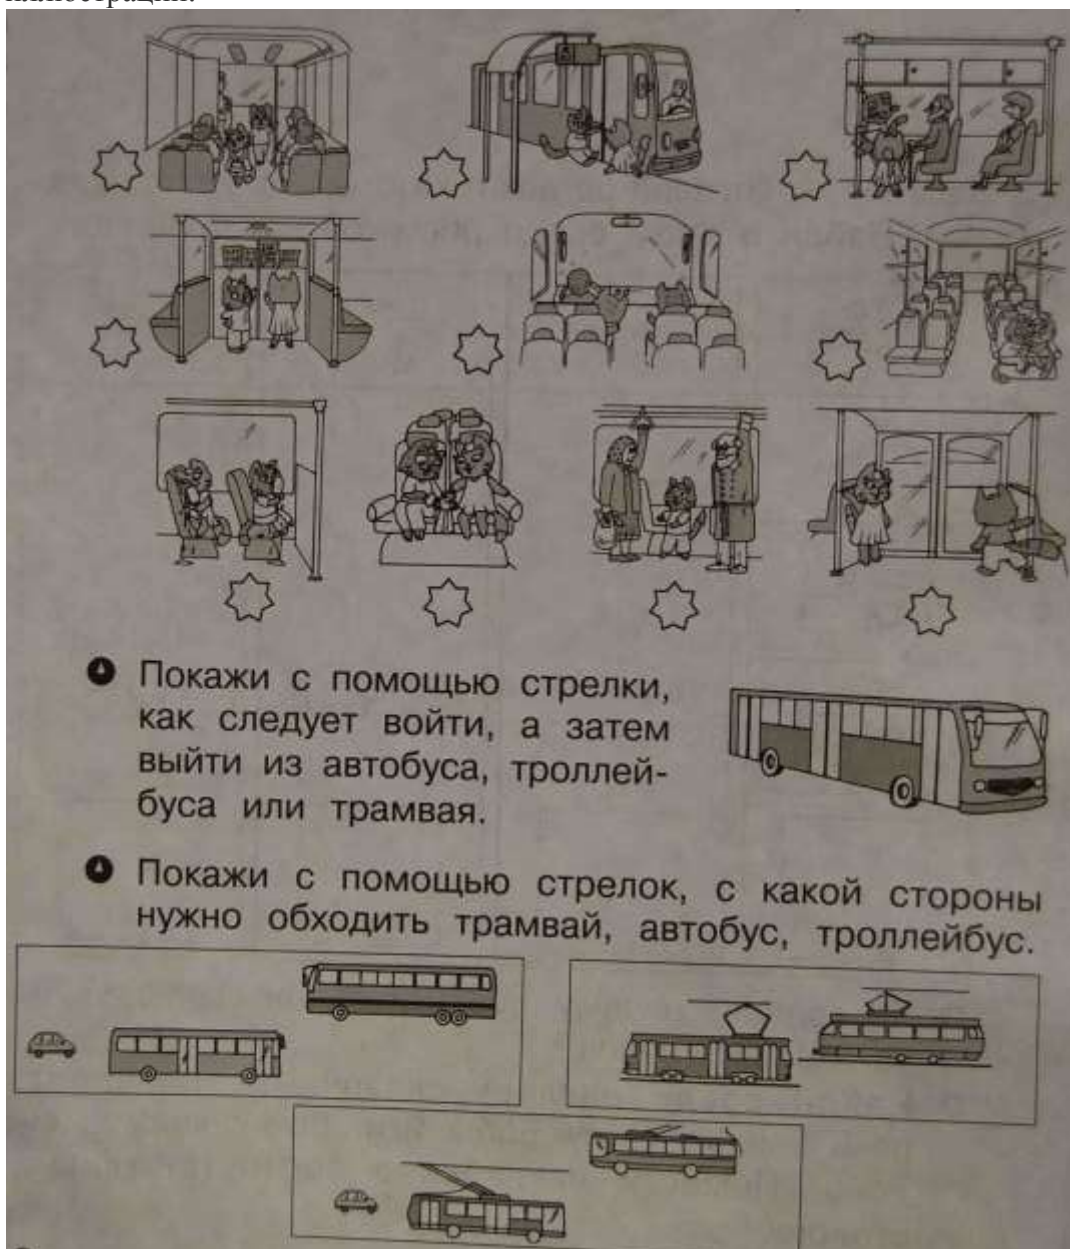 Покажи с помощью стрелки,
как следует войти, а затем
выйти из автобуса, троллей-
буса или трамвая.
Покажи с помощью стрелок, с какой стороны
нужно обходить трамвай, автобус, троллейбус.